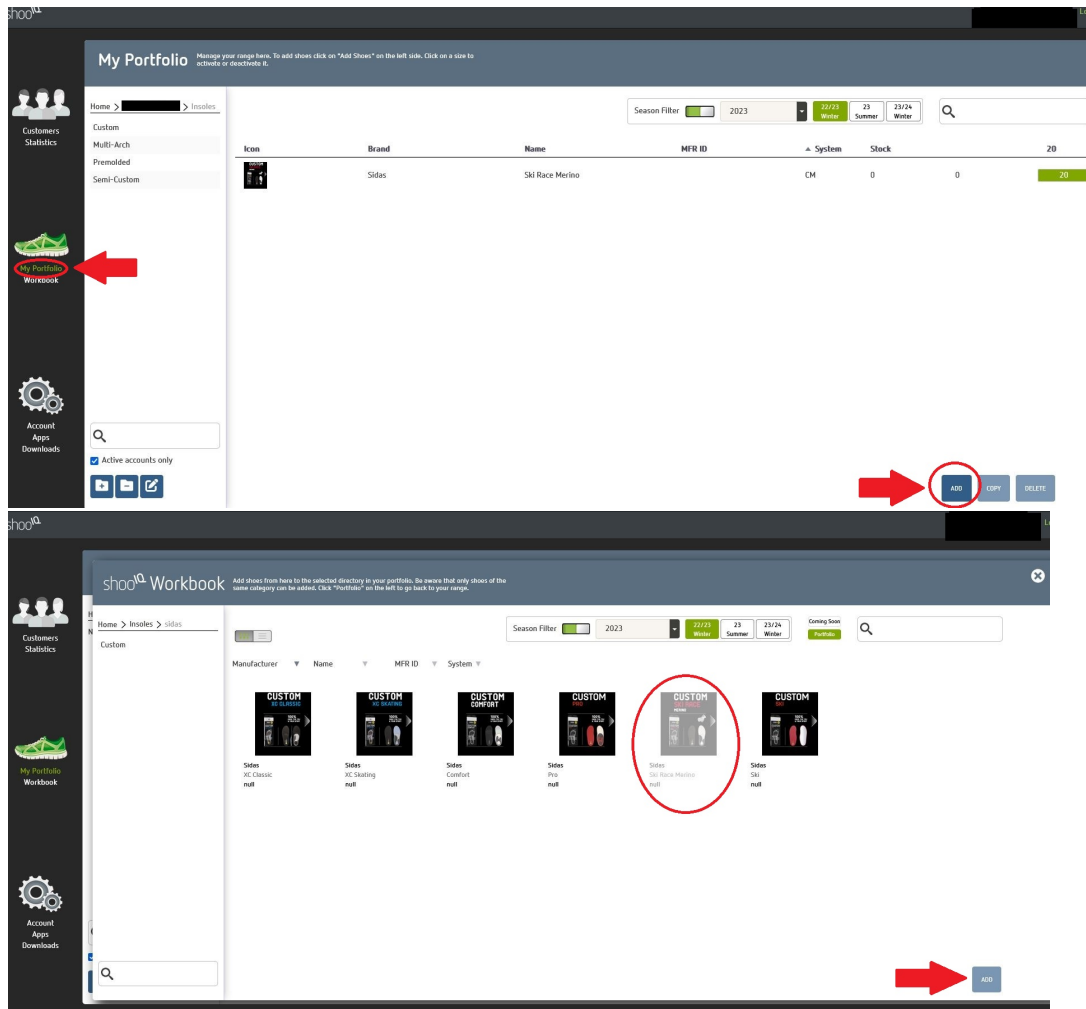 shooIQ
Lo
My Portfolio
Manage your range here. To add shoes click on "Add Shoes" on the left side. Click on a size to
activate or deactivate it.
Customers
Statistics
My Portfolio
Workbook
Account
Apps
Downloads
Home > > Insoles
Custom
Multi-Arch
Premolded
Semi-Custom
Active accounts only
Season Filter 2023 22/23 Winter 23 Summer 23/24 Winter
Icon Brand Name MFR ID System Stock 20
CUSTOM
Sidas Ski Race Merino CM 0 0 20
ADD COPY DELETE
shooIQ
Lo
shooIQ Workbook
Add shoes from here to the selected directory in your portfolio. Be aware that only shoes of the
same category can be added. Click "Portfolio" on the left to go back to your range.
Customers
Statistics
My Portfolio
Workbook
Account
Apps
Downloads
H
N
Home > Insoles > sidas
Custom
Season Filter 2023 22/23 Winter 23 Summer 23/24 Winter Coming Soon Portfolio
Manufacturer Name MFR ID System
CUSTOM XC CLASSIC
CUSTOM XC SKATING
CUSTOM COMFORT
CUSTOM PRO
CUSTOM SKI RACE MERINO
CUSTOM SKI
Sidas Sidas Sidas Sidas Sidas Sidas
XC Classic XC Skating Comfort Pro Ski Race Merino Ski
null null null null null null
ADD